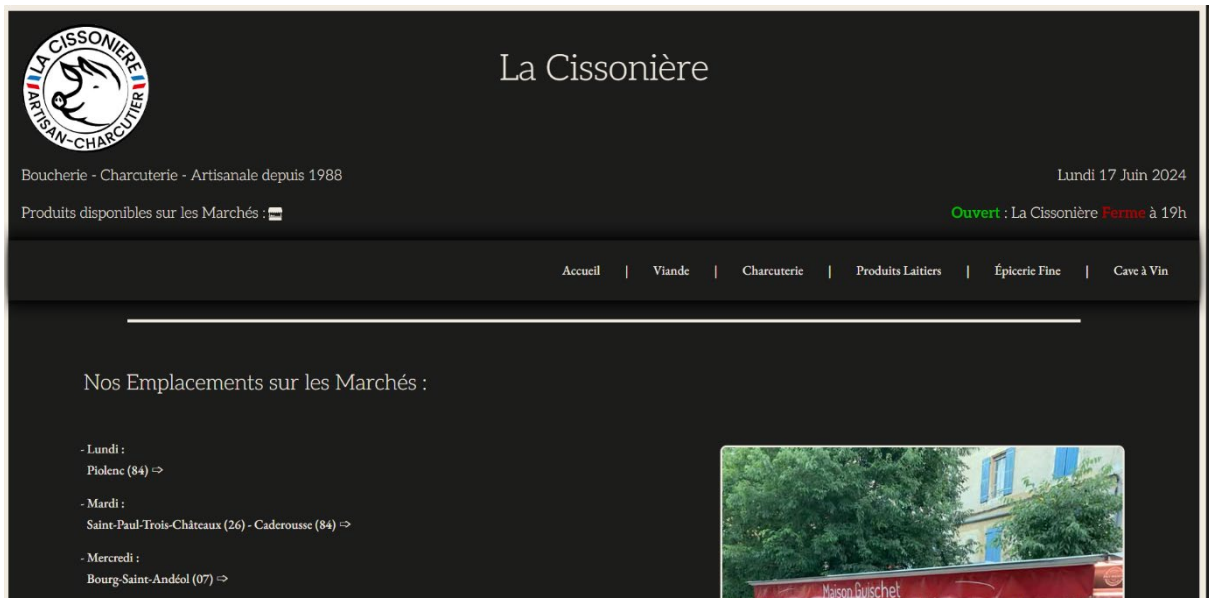 LA CISSONIERE
ARTISAN-CHARCUTIER
La Cissonière
Boucherie - Charcuterie - Artisanale depuis 1988
Lundi 17 Juin 2024
Produits disponibles sur les Marchés :
Ouvert : La Cissonière Ferme à 19h
Accueil | Viande | Charcuterie | Produits Laitiers | Épicerie Fine | Cave à Vin
Nos Emplacements sur les Marchés :
- Lundi :
Piolenc (84) ➪
- Mardi :
Saint-Paul-Trois-Châteaux (26) - Caderousse (84) ➪
- Mercredi :
Bourg-Saint-Andéol (07) ➪
Maison Guischet